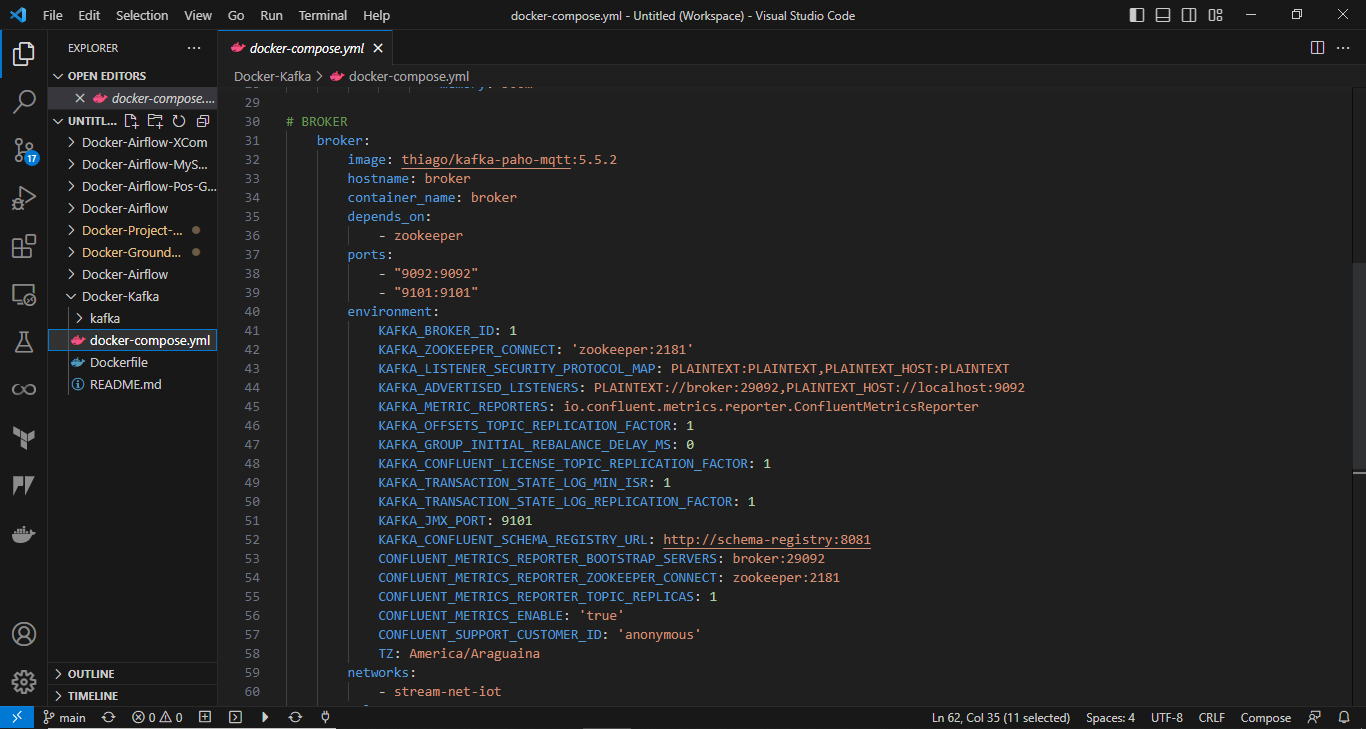 File Edit Selection View Go Run Terminal Help
docker-compose.yml - Untitled (Workspace) - Visual Studio Code
EXPLORER
OPEN EDITORS
docker-compose....
UNTITL...
Docker-Airflow-XCom
Docker-Airflow-MyS...
Docker-Airflow-Pos-G...
Docker-Airflow
Docker-Project-...
Docker-Ground...
Docker-Airflow
Docker-Kafka
kafka
docker-compose.yml
Dockerfile
README.md
OUTLINE
TIMELINE
17
docker-compose.yml
Docker-Kafka > docker-compose.yml
29
30 # BROKER
31 broker:
32 image: thiago/kafka-paho-mqtt:5.5.2
33 hostname: broker
34 container_name: broker
35 depends_on:
36 - zookeeper
37 ports:
38 - "9092:9092"
39 - "9101:9101"
40 environment:
41 KAFKA_BROKER_ID: 1
42 KAFKA_ZOOKEEPER_CONNECT: 'zookeeper:2181'
43 KAFKA_LISTENER_SECURITY_PROTOCOL_MAP: PLAINTEXT:PLAINTEXT,PLAINTEXT_HOST:PLAINTEXT
44 KAFKA_ADVERTISED_LISTENERS: PLAINTEXT://broker:29092,PLAINTEXT_HOST://localhost:9092
45 KAFKA_METRIC_REPORTERS: io.confluent.metrics.reporter.ConfluentMetricsReporter
46 KAFKA_OFFSETS_TOPIC_REPLICATION_FACTOR: 1
47 KAFKA_GROUP_INITIAL_REBALANCE_DELAY_MS: 0
48 KAFKA_CONFLUENT_LICENSE_TOPIC_REPLICATION_FACTOR: 1
49 KAFKA_TRANSACTION_STATE_LOG_MIN_ISR: 1
50 KAFKA_TRANSACTION_STATE_LOG_REPLICATION_FACTOR: 1
51 KAFKA_JMX_PORT: 9101
52 KAFKA_CONFLUENT_SCHEMA_REGISTRY_URL: http://schema-registry:8081
53 CONFLUENT_METRICS_REPORTER_BOOTSTRAP_SERVERS: broker:29092
54 CONFLUENT_METRICS_REPORTER_ZOOKEEPER_CONNECT: zookeeper:2181
55 CONFLUENT_METRICS_REPORTER_TOPIC_REPLICAS: 1
56 CONFLUENT_METRICS_ENABLE: 'true'
57 CONFLUENT_SUPPORT_CUSTOMER_ID: 'anonymous'
58 TZ: America/Araguaina
59 networks:
60 - stream-net-iot
main 0 0 Ln 62, Col 35 (11 selected) Spaces: 4 UTF-8 CRLF Compose